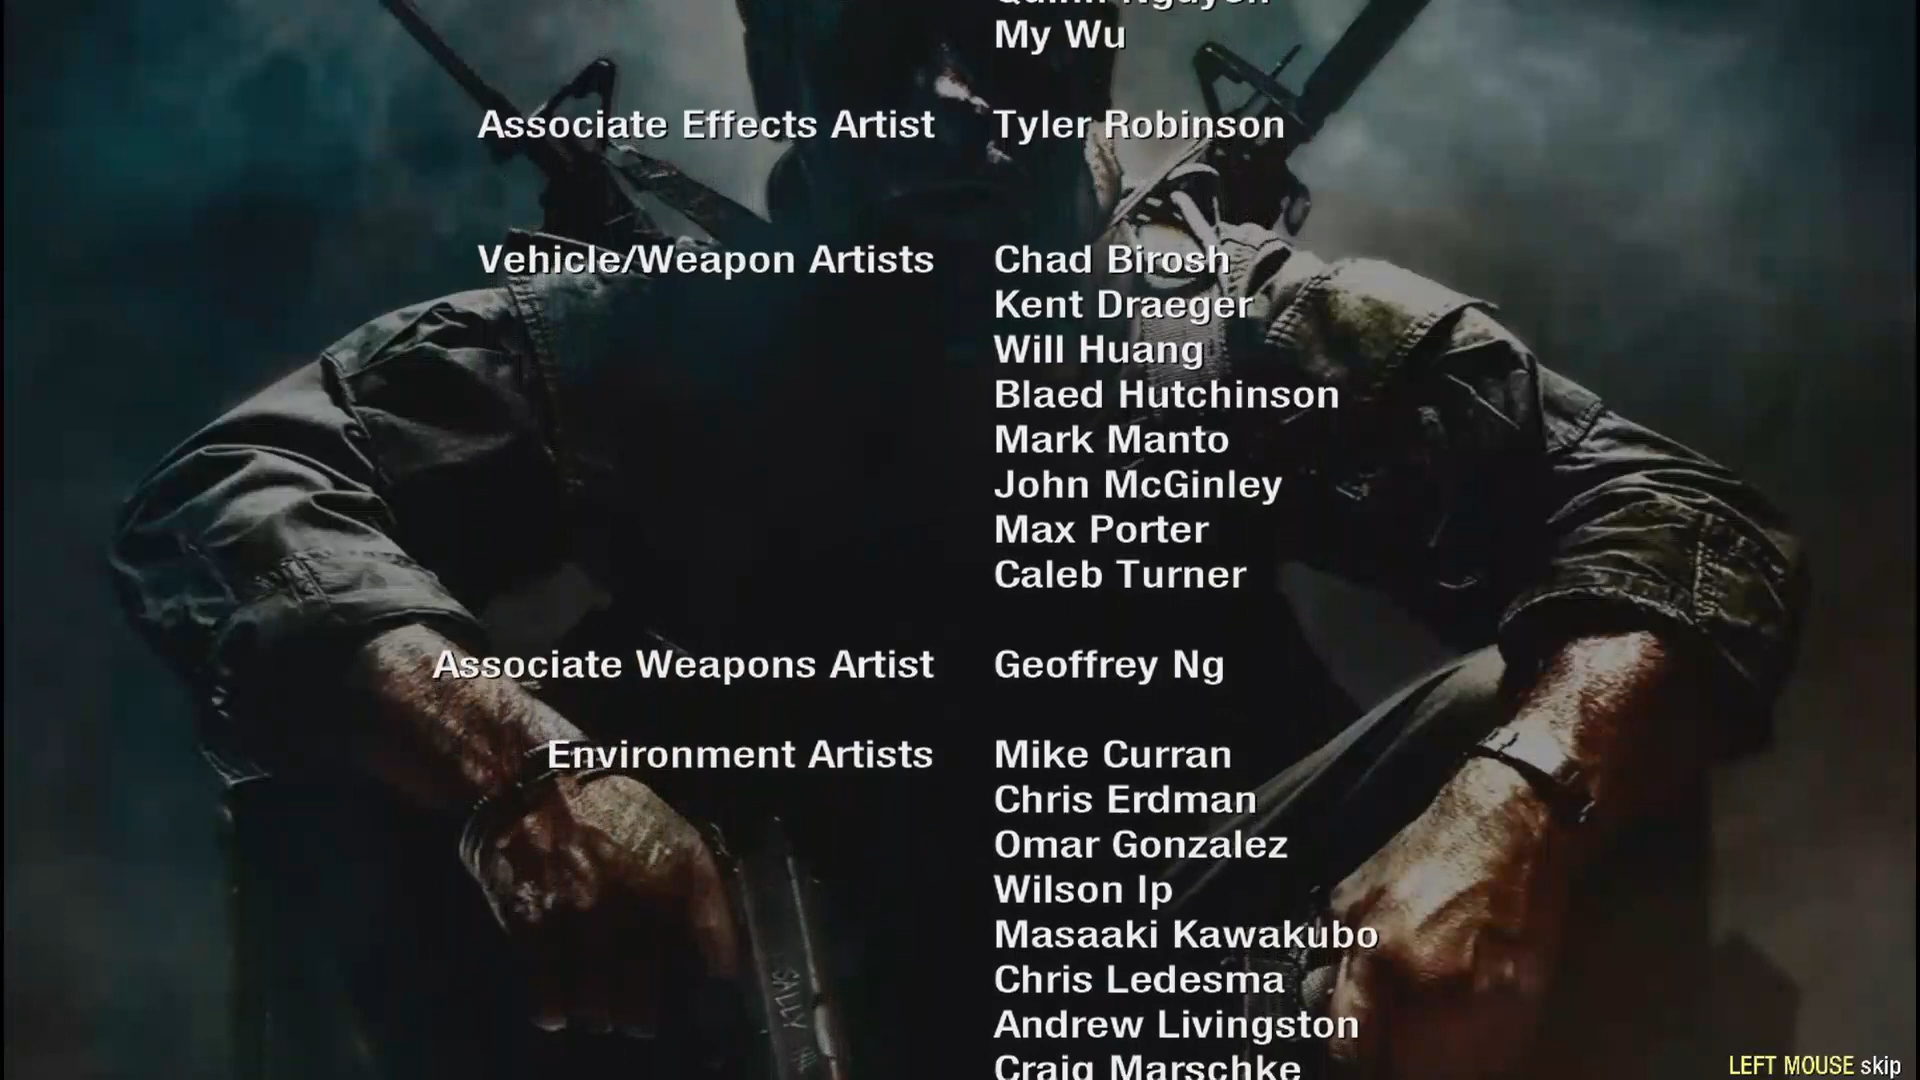 My Wu
Associate Effects Artist Tyler Robinson
Vehicle/Weapon Artists Chad Birosh
Kent Draeger
Will Huang
Blaed Hutchinson
Mark Manto
John McGinley
Max Porter
Caleb Turner
Associate Weapons Artist Geoffrey Ng
Environment Artists Mike Curran
Chris Erdman
Omar Gonzalez
Wilson Ip
Masaaki Kawakubo
Chris Ledesma
Andrew Livingston
Craig Marschke
SALLY
LEFT MOUSE skip